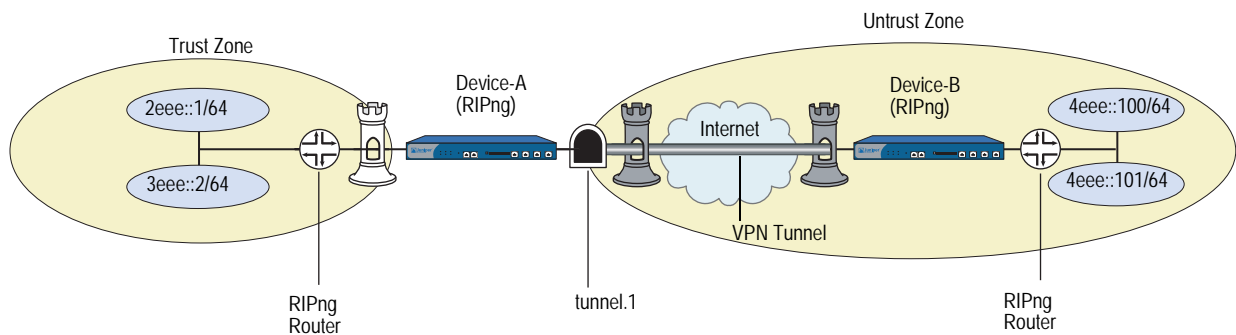 Untrust Zone
Trust Zone
Device-A
(RIPng)
Device-B
(RIPng)
2eee::1/64
4eee::100/64
Internet
3eee::2/64
4eee::101/64
VPN Tunnel
RIPng
Router
tunnel.1
RIPng
Router